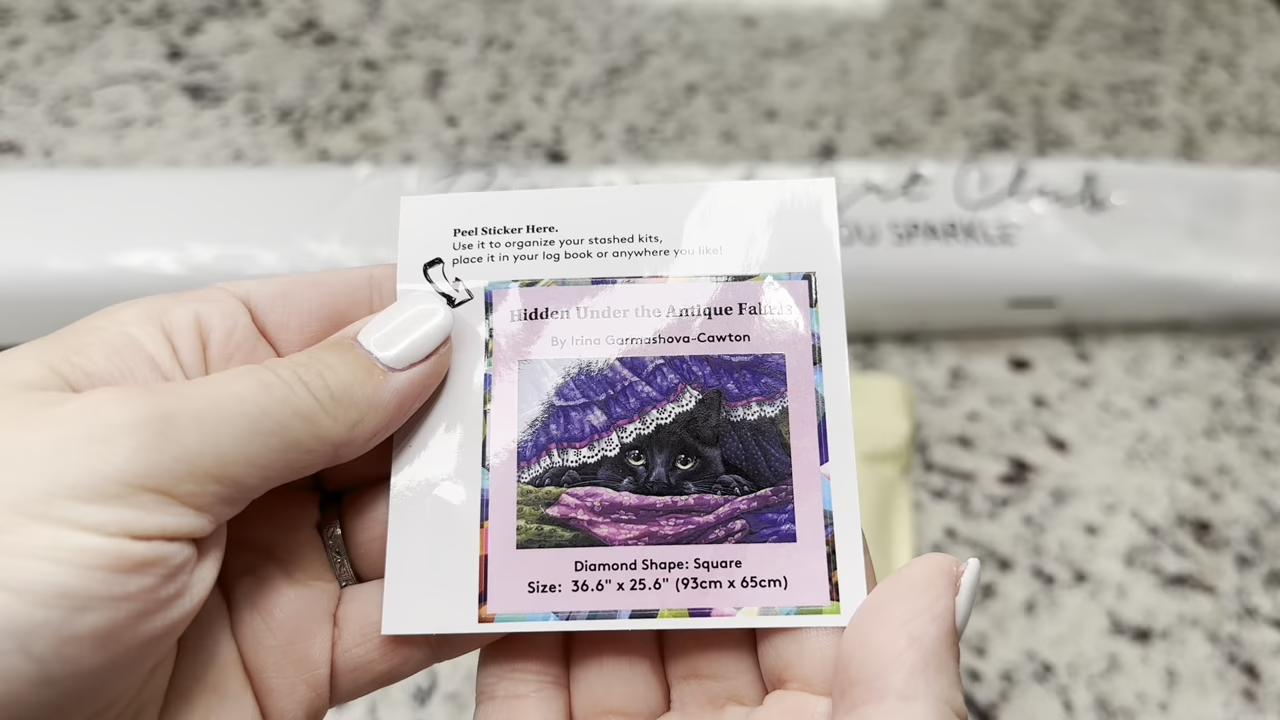 Club
OU SPARKLE
Peel Sticker Here.
Use it to organize your stashed kits,
place it in your log book or anywhere you like!
Hidden Under the Antique Fabrics
By Irina Garmashova-Cawton
Diamond Shape: Square
Size: 36.6" x 25.6" (93cm x 65cm)